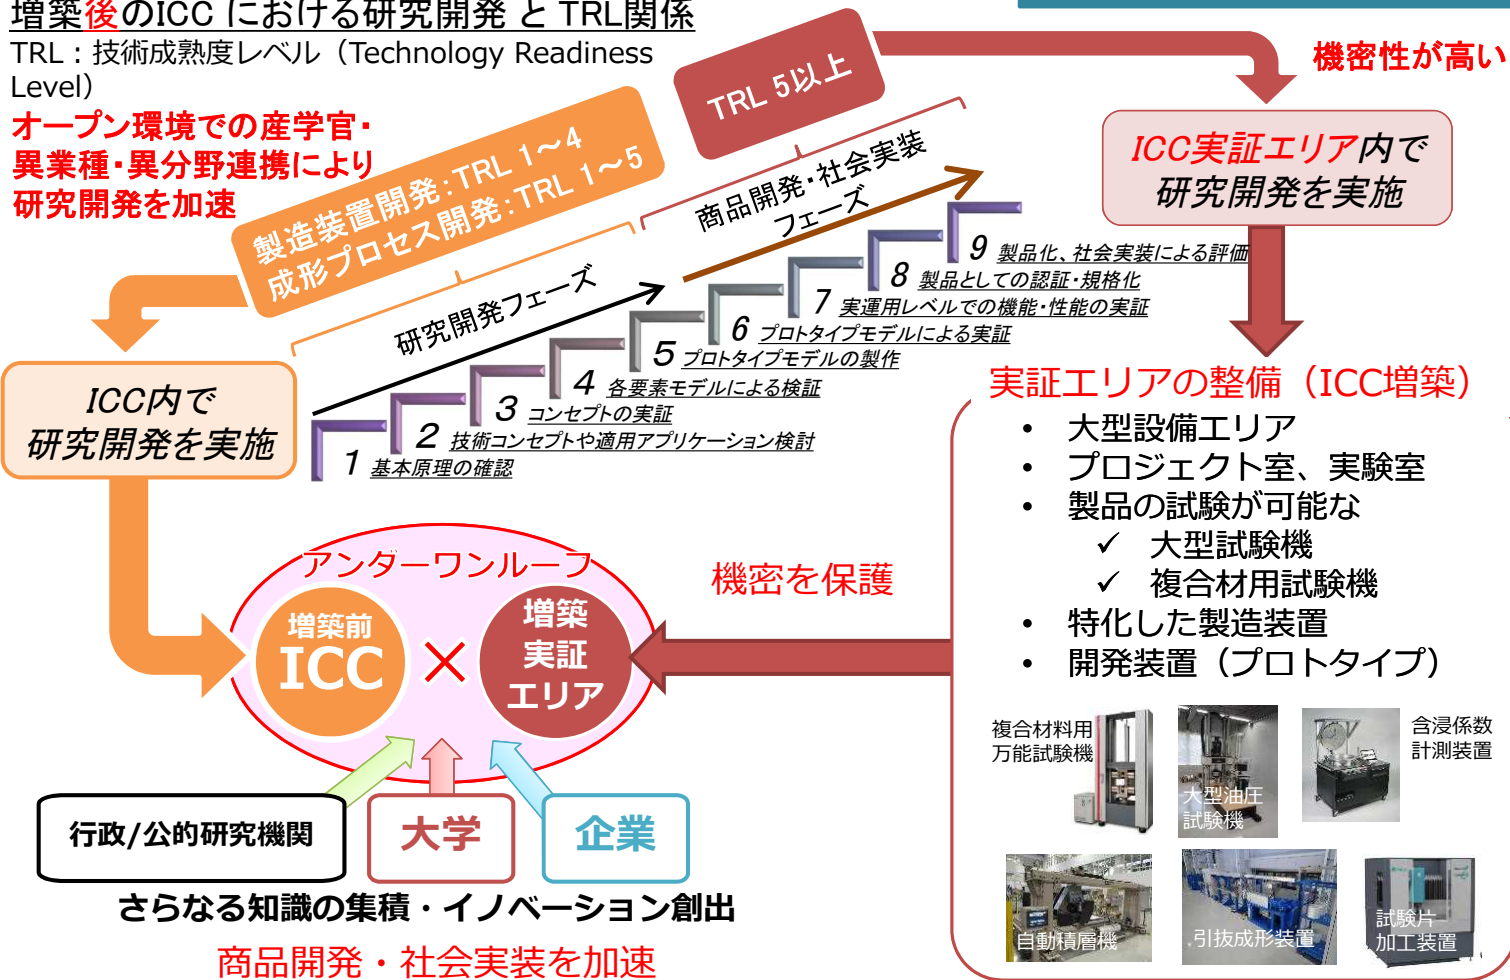 増築後のICC における研究開発 と TRL関係
TRL：技術成熟度レベル（Technology Readiness
Level）
オープン環境での産学官・
異業種・異分野連携により
研究開発を加速
製造装置開発：TRL 1～4
成形プロセス開発：TRL 1～5
TRL 5以上
機密性が高い
ICC実証エリア内で
研究開発を実施
研究開発フェーズ
商品開発・社会実装
フェーズ
9 製品化、社会実装による評価
8 製品としての認証・規格化
7 実運用レベルでの機能・性能の実証
6 プロトタイプモデルによる実証
5 プロトタイプモデルの製作
4 各要素モデルによる検証
3 コンセプトの実証
2 技術コンセプトや適用アプリケーション検討
1 基本原理の確認
ICC内で
研究開発を実施
アンダーワンルーフ
増築前
ICC
×
増築
実証
エリア
機密を保護
行政/公的研究機関
大学
企業
さらなる知識の集積・イノベーション創出
商品開発・社会実装を加速
実証エリアの整備（ICC増築）
• 大型設備エリア
• プロジェクト室、実験室
• 製品の試験が可能な
✓ 大型試験機
✓ 複合材用試験機
• 特化した製造装置
• 開発装置（プロトタイプ）
複合材料用
万能試験機
大型油圧
試験機
含浸係数
計測装置
自動積層機
引抜成形装置
試験片
加工装置